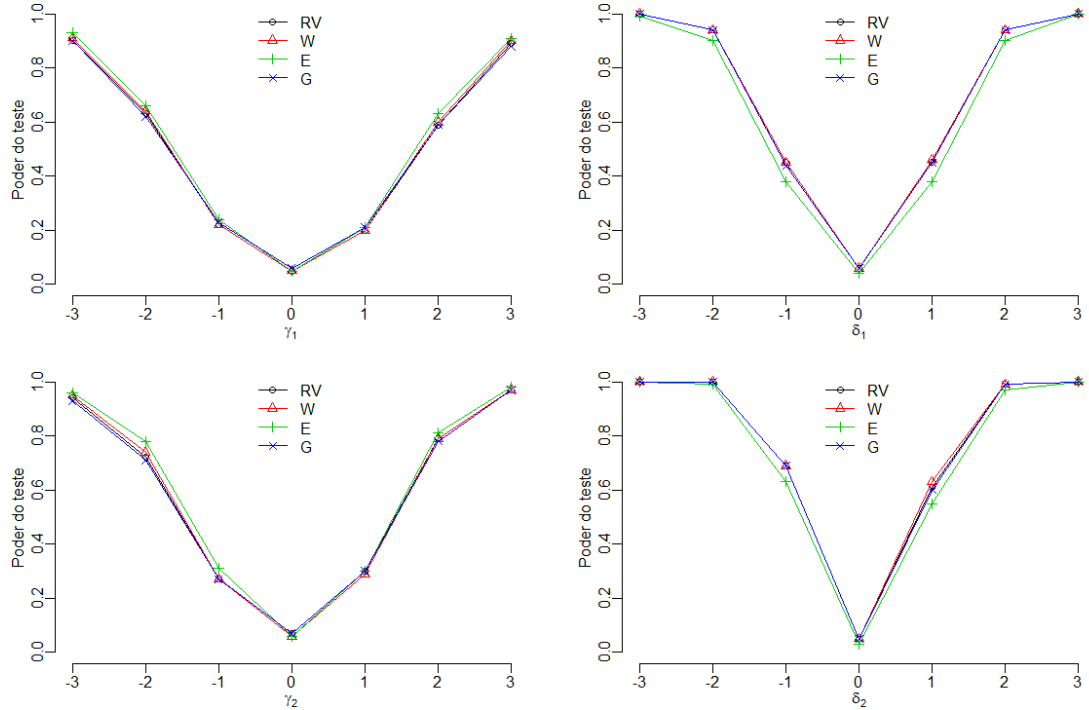 1.0
0.8
0.6
0.4
0.2
0.0
Poder do teste
RV
W
E
G
-3 -2 -1 0 1 2 3
γ1
1.0
0.8
0.6
0.4
0.2
0.0
Poder do teste
RV
W
E
G
-3 -2 -1 0 1 2 3
δ1
1.0
0.8
0.6
0.4
0.2
0.0
Poder do teste
RV
W
E
G
-3 -2 -1 0 1 2 3
γ2
1.0
0.8
0.6
0.4
0.2
0.0
Poder do teste
RV
W
E
G
-3 -2 -1 0 1 2 3
δ2